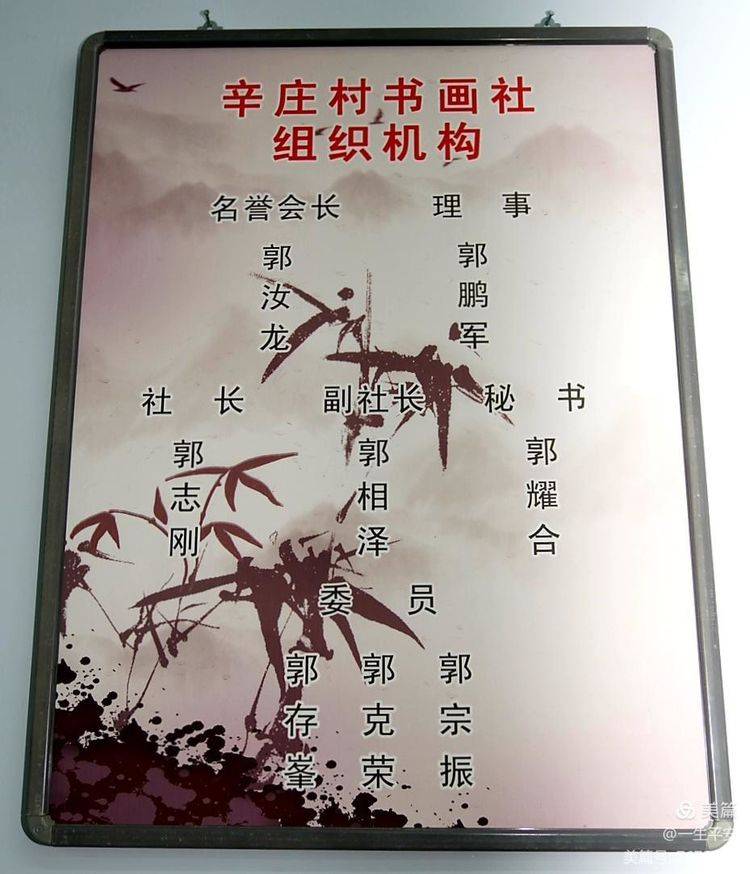 辛庄村书画社
组织机构
名誉会长 理事
郭汝龙 郭鹏军
社长 副社长 秘书
郭志刚 郭相泽 郭耀合
委员
郭存峯 郭克荣 郭宗振
美篇
@一生平安